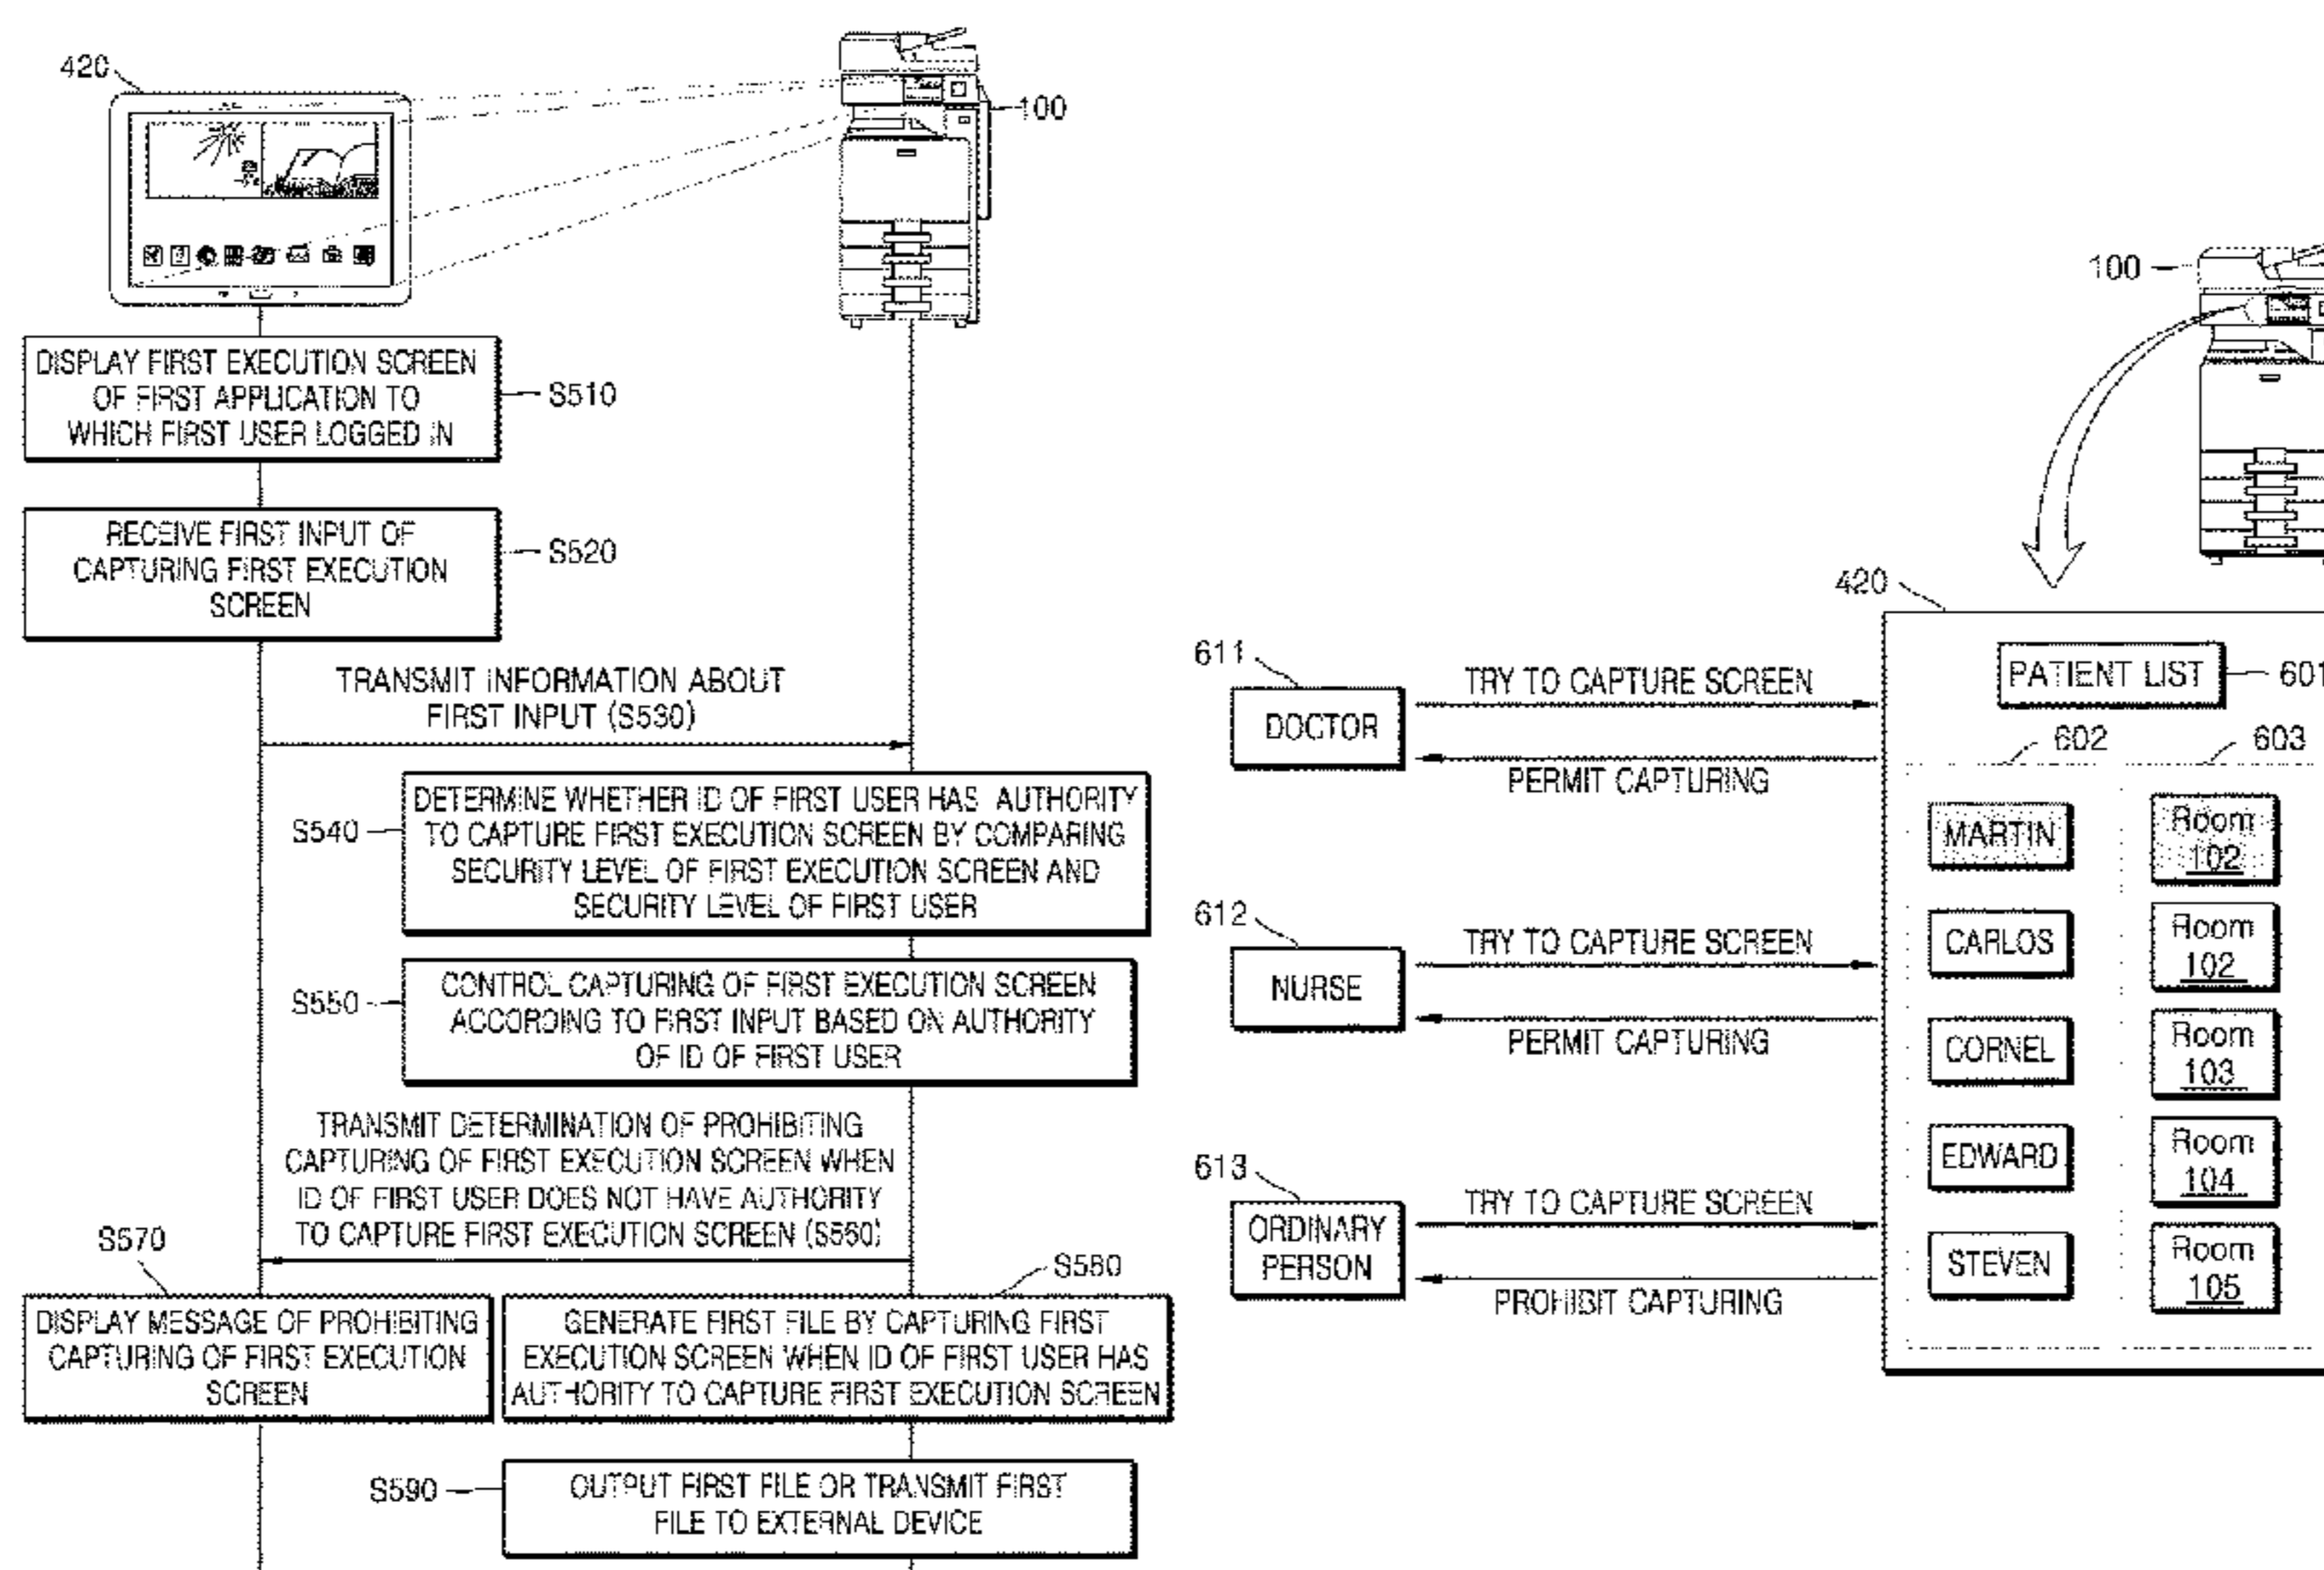 420
100
DISPLAY FIRST EXECUTION SCREEN
OF FIRST APPLICATION TO
WHICH FIRST USER LOGGED IN
S510
RECEIVE FIRST INPUT OF
CAPTURING FIRST EXECUTION
SCREEN
S520
TRANSMIT INFORMATION ABOUT
FIRST INPUT (S530)
S540
DETERMINE WHETHER ID OF FIRST USER HAS AUTHORITY
TO CAPTURE FIRST EXECUTION SCREEN BY COMPARING
SECURITY LEVEL OF FIRST EXECUTION SCREEN AND
SECURITY LEVEL OF FIRST USER
S550
CONTROL CAPTURING OF FIRST EXECUTION SCREEN
ACCORDING TO FIRST INPUT BASED ON AUTHORITY
OF ID OF FIRST USER
TRANSMIT DETERMINATION OF PROHIBITING
CAPTURING OF FIRST EXECUTION SCREEN WHEN
ID OF FIRST USER DOES NOT HAVE AUTHORITY
TO CAPTURE FIRST EXECUTION SCREEN (S560)
S570
DISPLAY MESSAGE OF PROHIBITING
CAPTURING OF FIRST EXECUTION
SCREEN
S580
GENERATE FIRST FILE BY CAPTURING FIRST
EXECUTION SCREEN WHEN ID OF FIRST USER HAS
AUTHORITY TO CAPTURE FIRST EXECUTION SCREEN
S590
OUTPUT FIRST FILE OR TRANSMIT FIRST
FILE TO EXTERNAL DEVICE
100
420
PATIENT LIST
601
602
603
611
DOCTOR
TRY TO CAPTURE SCREEN
PERMIT CAPTURING
612
NURSE
TRY TO CAPTURE SCREEN
PERMIT CAPTURING
613
ORDINARY
PERSON
TRY TO CAPTURE SCREEN
PROHIBIT CAPTURING
MARTIN
Room
102
CARLOS
Room
102
CORNEL
Room
103
EDWARD
Room
104
STEVEN
Room
105